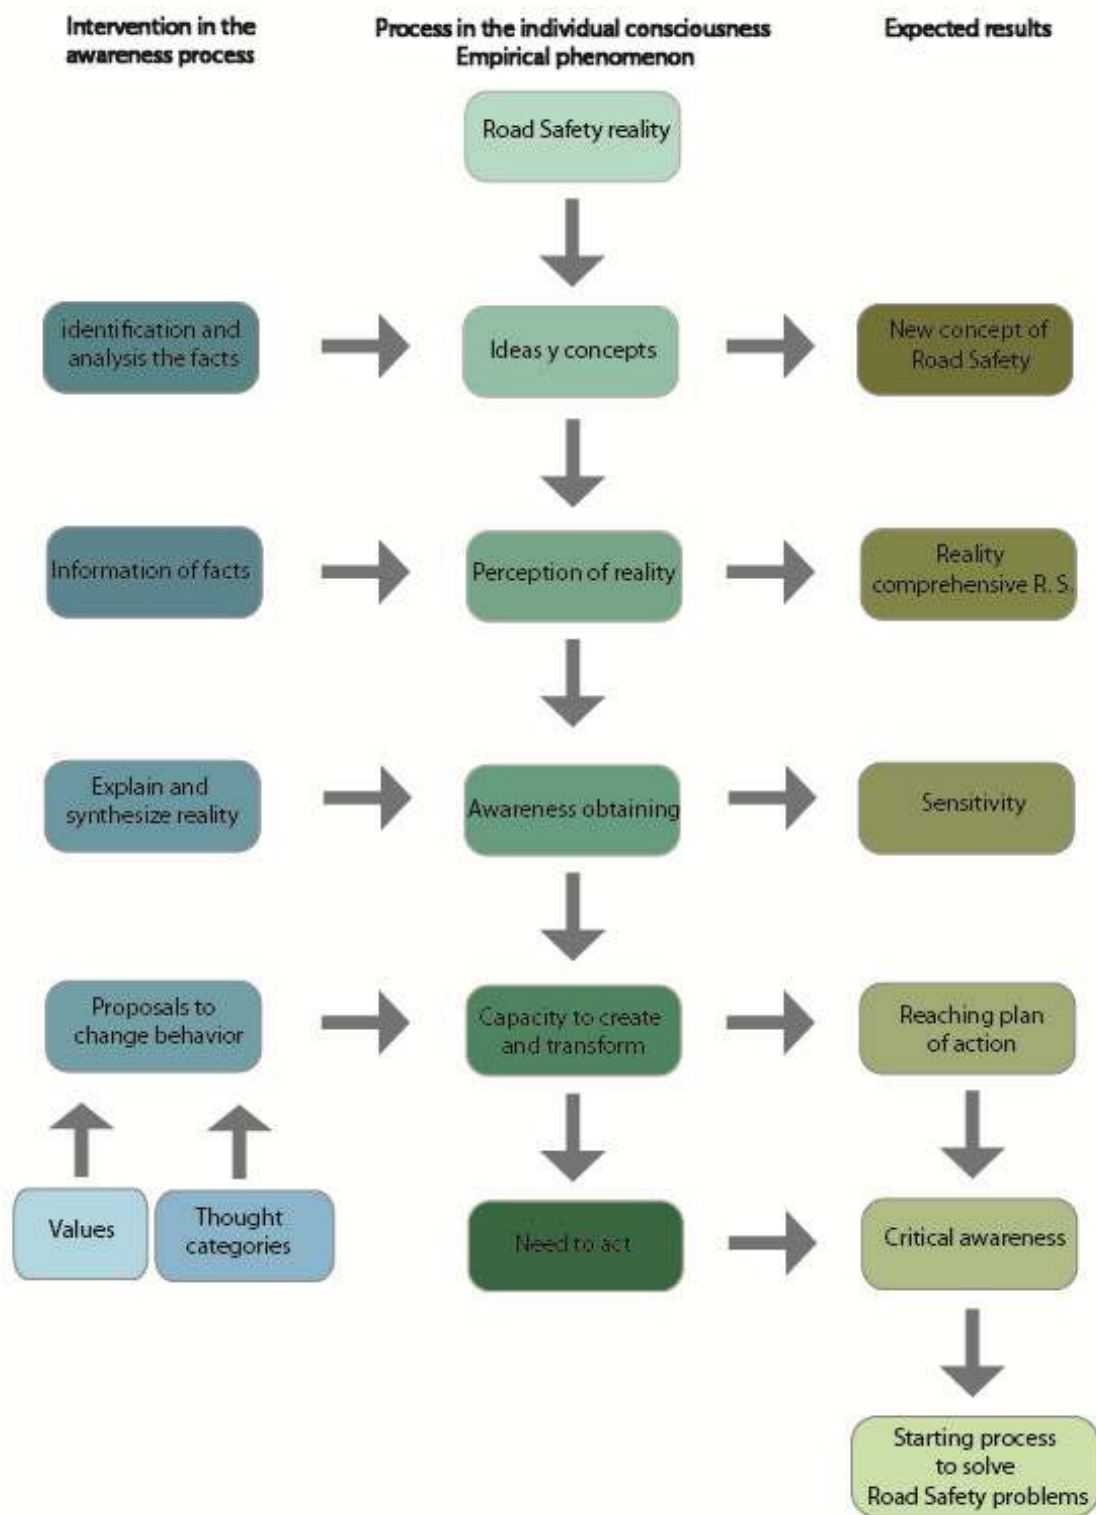 Intervention in the
awareness process
Process in the individual consciousness
Empirical phenomenon
Expected results
Road Safety reality
identification and
analysis the facts
Ideas y concepts
New concept of
Road Safety
Information of facts
Perception of reality
Reality
comprehensive R. S.
Explain and
synthesize reality
Awareness obtaining
Sensitivity
Proposals to
change behavior
Capacity to create
and transform
Reaching plan
of action
Values
Thought
categories
Need to act
Critical awareness
Starting process
to solve
Road Safety problems